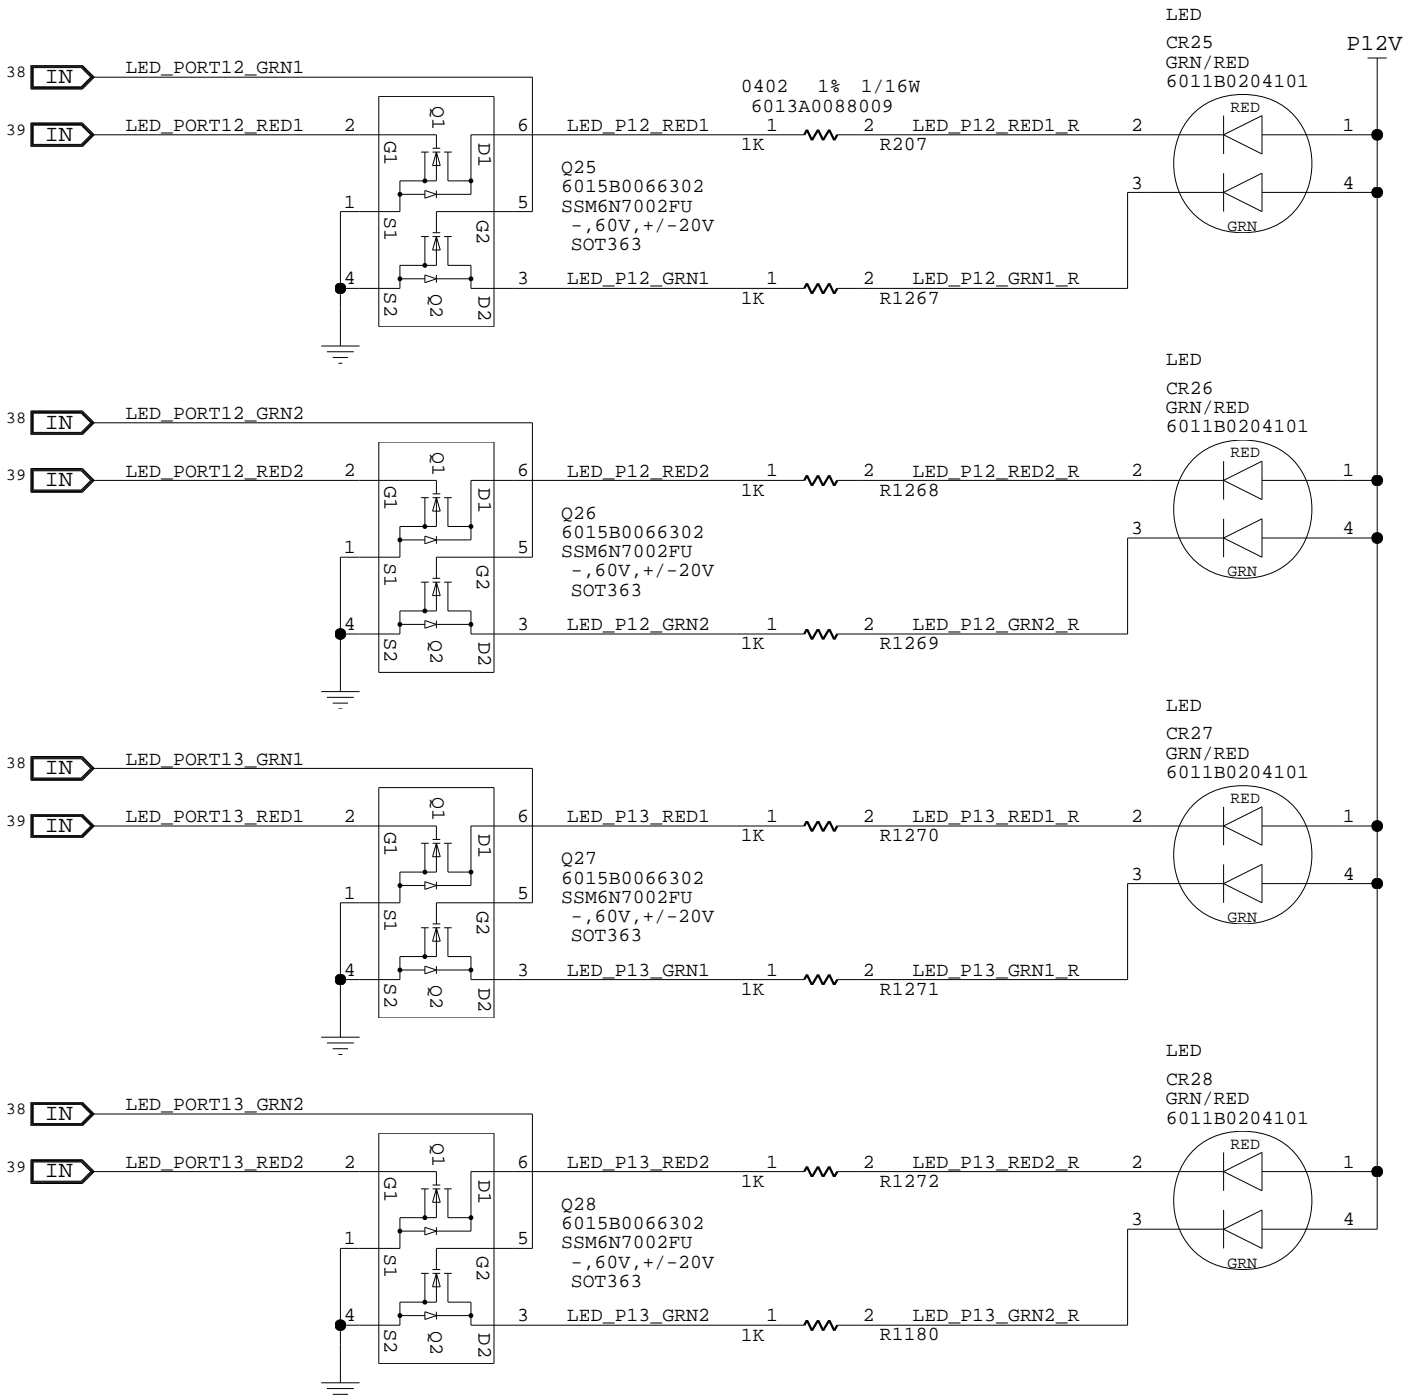 LED
CR25
P12V
GRN/RED
6011B0204101
38 IN LED_PORT12_GRN1
0402 1% 1/16W
6013A0088009
RED
39 IN LED_PORT12_RED1 2 Q1 6 LED_P12_RED1 1 2 LED_P12_RED1_R 2 1
G1 D1 1K R207
Q25
6015B0066302
SSM6N7002FU
-,60V,+/-20V
SOT363
1 S1 G2 5 3 4
GRN
4 3 LED_P12_GRN1 1 2 LED_P12_GRN1_R
S2 Q2 D2 1K R1267
LED
CR26
GRN/RED
6011B0204101
38 IN LED_PORT12_GRN2
RED
39 IN LED_PORT12_RED2 2 Q1 6 LED_P12_RED2 1 2 LED_P12_RED2_R 2 1
G1 D1 1K R1268
Q26
6015B0066302
SSM6N7002FU
-,60V,+/-20V
SOT363
1 S1 G2 5 3 4
GRN
4 3 LED_P12_GRN2 1 2 LED_P12_GRN2_R
S2 Q2 D2 1K R1269
LED
CR27
GRN/RED
6011B0204101
38 IN LED_PORT13_GRN1
RED
39 IN LED_PORT13_RED1 2 Q1 6 LED_P13_RED1 1 2 LED_P13_RED1_R 2 1
G1 D1 1K R1270
Q27
6015B0066302
SSM6N7002FU
-,60V,+/-20V
SOT363
1 S1 G2 5 3 4
GRN
4 3 LED_P13_GRN1 1 2 LED_P13_GRN1_R
S2 Q2 D2 1K R1271
LED
CR28
GRN/RED
6011B0204101
38 IN LED_PORT13_GRN2
RED
39 IN LED_PORT13_RED2 2 Q1 6 LED_P13_RED2 1 2 LED_P13_RED2_R 2 1
G1 D1 1K R1272
Q28
6015B0066302
SSM6N7002FU
-,60V,+/-20V
SOT363
1 S1 G2 5 3 4
GRN
4 3 LED_P13_GRN2 1 2 LED_P13_GRN2_R
S2 Q2 D2 1K R1180